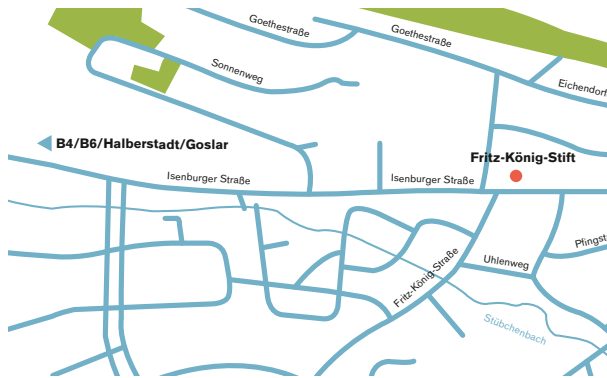 Goethestraße
Goethestraße
Sonnenweg
Eichendorf
B4/B6/Halberstadt/Goslar
Fritz-König-Stift
Isenburger Straße
Isenburger Straße
Pfingst
Uhlenweg
Fritz-König-Straße
Stübchenbach